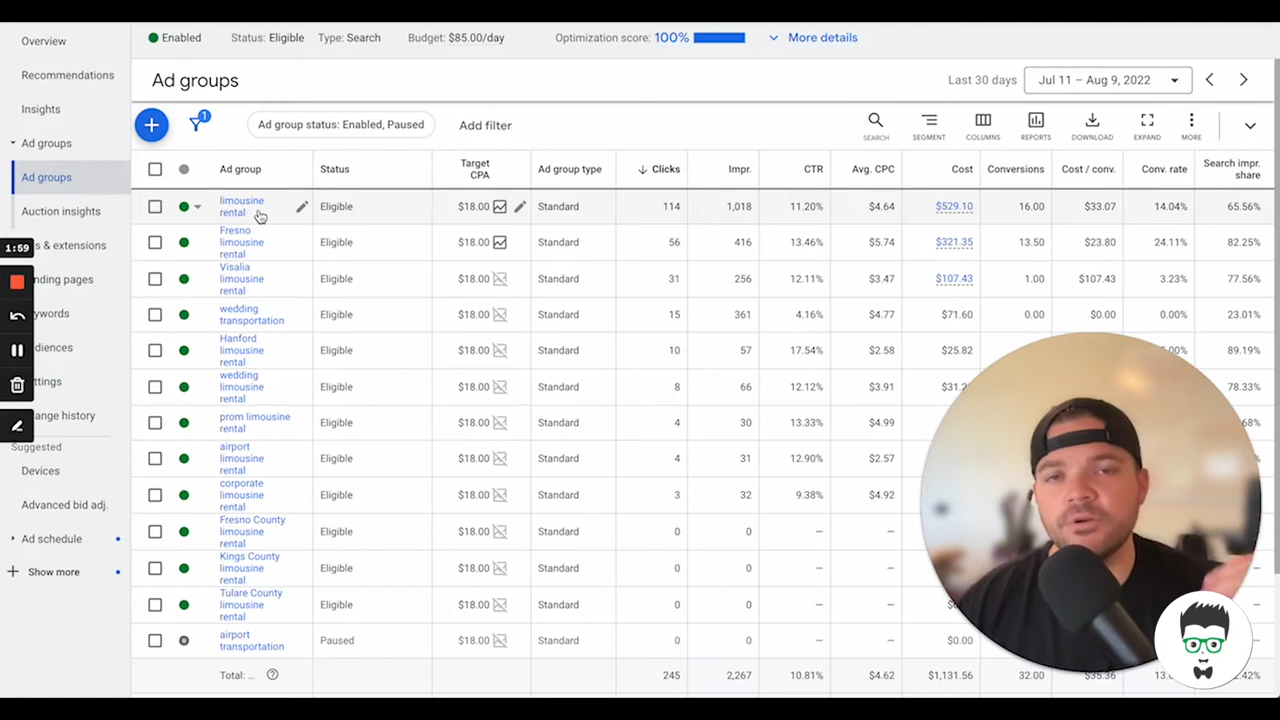 Overview
Recommendations
Insights
Ad groups
Ad groups
Auction insights
s & extensions
nding pages
ywords
diences
ttings
ange history
Suggested
Devices
Advanced bid adj.
Ad schedule
Show more
1:59
Enabled Status: Eligible Type: Search Budget: $85.00/day Optimization score: 100% More details
Ad groups Last 30 days Jul 11 – Aug 9, 2022
1 Ad group status: Enabled, Paused Add filter SEARCH SEGMENT COLUMNS REPORTS DOWNLOAD EXPAND MORE
Ad group Status Target CPA Ad group type Clicks Impr. CTR Avg. CPC Cost Conversions Cost / conv. Conv. rate Search impr. share
limousine rental Eligible $18.00 Standard 114 1,018 11.20% $4.64 $529.10 16.00 $33.07 14.04% 65.56%
Fresno limousine rental Eligible $18.00 Standard 56 416 13.46% $5.74 $321.35 13.50 $23.80 24.11% 82.25%
Visalia limousine rental Eligible $18.00 Standard 31 256 12.11% $3.47 $107.43 1.00 $107.43 3.23% 77.56%
wedding transportation Eligible $18.00 Standard 15 361 4.16% $4.77 $71.60 0.00 $0.00 0.00% 23.01%
Hanford limousine rental Eligible $18.00 Standard 10 57 17.54% $2.58 $25.82 .00% 89.19%
wedding limousine rental Eligible $18.00 Standard 8 66 12.12% $3.91 $31.2 78.33%
prom limousine rental Eligible $18.00 Standard 4 30 13.33% $4.99 .68%
airport limousine rental Eligible $18.00 Standard 4 31 12.90% $2.57
corporate limousine rental Eligible $18.00 Standard 3 32 9.38% $4.92
Fresno County limousine rental Eligible $18.00 Standard 0 0 – –
Kings County limousine rental Eligible $18.00 Standard 0 0 – – –
Tulare County limousine rental Eligible $18.00 Standard 0 0 – – –
airport transportation Paused $18.00 Standard 0 0 – – $0.00 –
Total: ... 245 2,267 10.81% $4.62 $1,131.56 32.00 $35.36 .42%